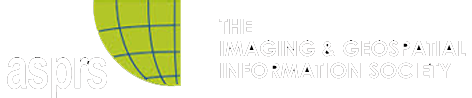 asprs
THE
IMAGING & GEOSPATIAL
INFORMATION SOCIETY